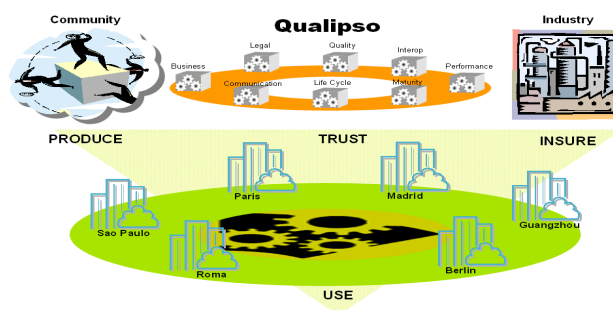 Community
Qualipso
Industry
Legal
Quality
Interop
Business
Performance
Communication
Life Cycle
Maturity
PRODUCE
TRUST
INSURE
Paris
Madrid
Sao Paulo
Guangzhou
Roma
Berlin
USE